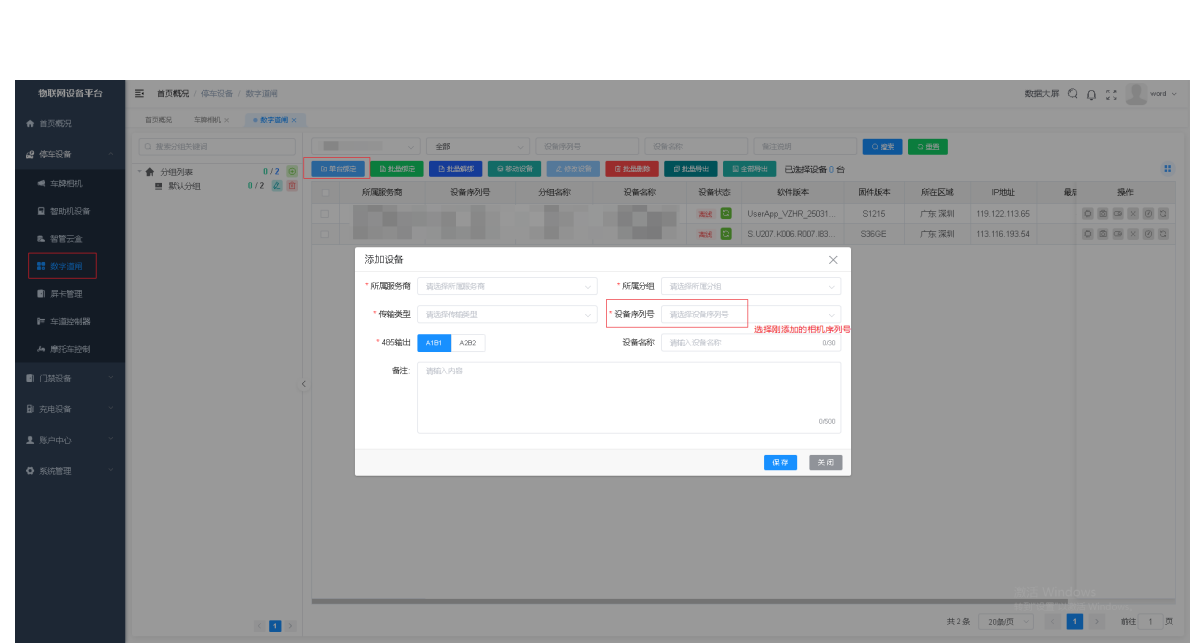 物联网设备平台
首页概况 / 停车设备 / 数字道闸
数据大屏
word
首页概况
首页概况 车牌相机 × 数字道闸 ×
停车设备
搜索分组关键词
全部
设备序列号
设备名称
备注说明
搜索
重置
分组列表 0 / 2
默认分组 0 / 2
单台绑定 批量绑定 批量解绑 移动设备 修改设备 批量删除 批量导出 全部导出 已选择设备 0 台
车牌相机
智助机设备
智管云盒
数字道闸
屏卡管理
车道控制器
摩托车控制
门禁设备
充电设备
账户中心
系统管理
所属服务商 设备序列号 分组名称 设备名称 设备状态 软件版本 固件版本 所在区域 IP地址 最后 操作
离线 UserApp_VZHR_25031... S1215 广东 深圳 119.122.113.65
离线 S.U207.K006.R007.I83... S36GE 广东 深圳 113.116.193.54
添加设备
* 所属服务商 请选择所属服务商
* 所属分组 请选择所属分组
* 传输类型 请选择传输类型
* 设备序列号 请选择设备序列号
选择刚添加的相机序列号
* 485输出 A1B1 A2B2
设备名称 请输入设备名称 0/30
备注: 请输入内容
0/500
保 存 关 闭
激活 Windows
1
共 2 条 20条/页 1 前往 1 页